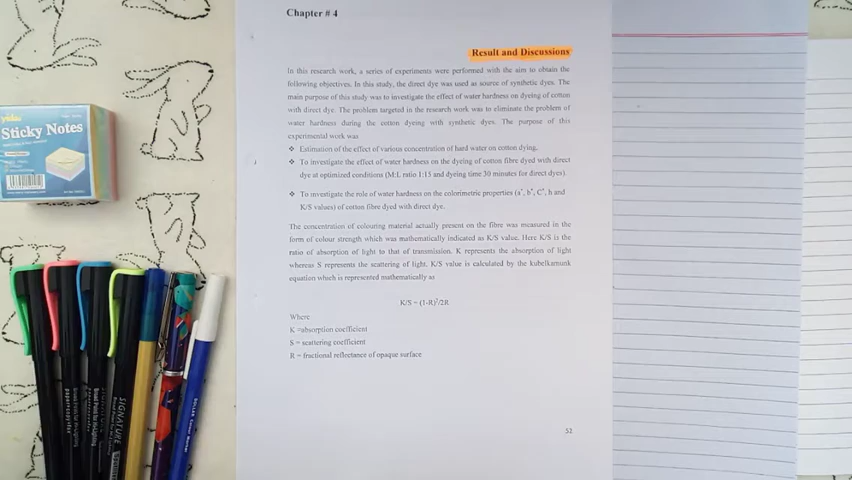 Chapter # 4
Result and Discussions
In this research work, a series of experiments were performed with the aim to obtain the
following objectives. In this study, the direct dye was used as source of synthetic dyes. The
main purpose of this study was to investigate the effect of water hardness on dyeing of cotton
with direct dye. The problem targeted in the research work was to eliminate the problem of
water hardness during the cotton dyeing with synthetic dyes. The purpose of this
experimental work was
❖ Estimation of the effect of various concentration of hard water on cotton dying.
❖ To investigate the effect of water hardness on the dyeing of cotton fibre dyed with direct
dye at optimized conditions (M:L ratio 1:15 and dyeing time 30 minutes for direct dyes).
❖ To investigate the role of water hardness on the colorimetric properties (a*, b*, C*, h and
K/S values) of cotton fibre dyed with direct dye.
The concentration of colouring material actually present on the fibre was measured in the
form of colour strength which was mathematically indicated as K/S value. Here K/S is the
ratio of absorption of light to that of transmission. K represents the absorption of light
whereas S represents the scattering of light. K/S value is calculated by the kubelkamunk
equation which is represented mathematically as
K/S = (1-R)²/2R
Where
K =absorption coefficient
S = scattering coefficient
R = fractional reflectance of opaque surface
52
Sticky Notes
SIGNATURE